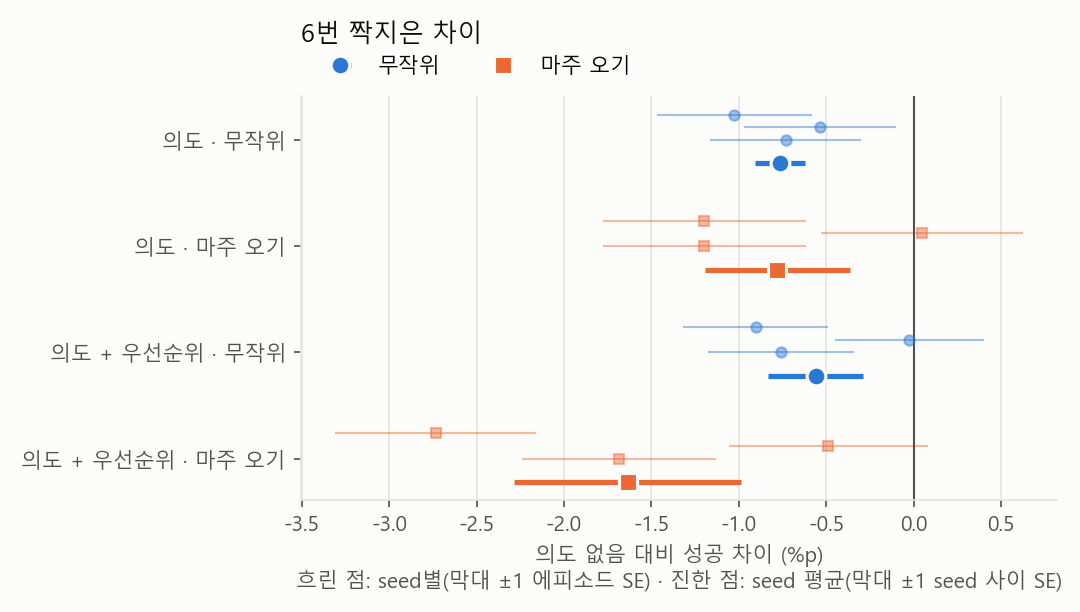 6번 짝지은 차이
무작위 마주 오기
의도 · 무작위
의도 · 마주 오기
의도 + 우선순위 · 무작위
의도 + 우선순위 · 마주 오기
-3.5 -3.0 -2.5 -2.0 -1.5 -1.0 -0.5 0.0 0.5
의도 없음 대비 성공 차이 (%p)
흐린 점: seed별(막대 ±1 에피소드 SE) · 진한 점: seed 평균(막대 ±1 seed 사이 SE)